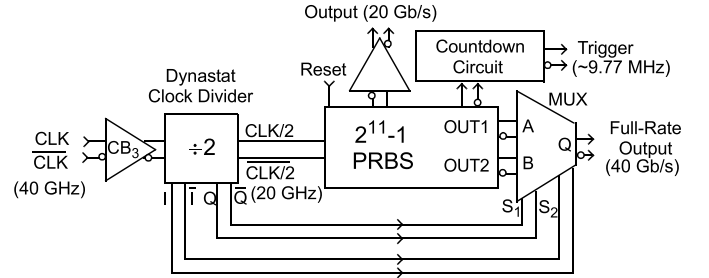 Output (20 Gb/s)
Countdown
Circuit
Trigger
(~9.77 MHz)
Dynastat
Clock Divider
Reset
MUX
CLK
CLK
(40 GHz)
CB3
÷2
CLK/2
CLK/2
(20 GHz)
2^11-1
PRBS
OUT1
OUT2
A
B
Q
Full-Rate
Output
(40 Gb/s)
I I̅ Q Q̅
S1 S2